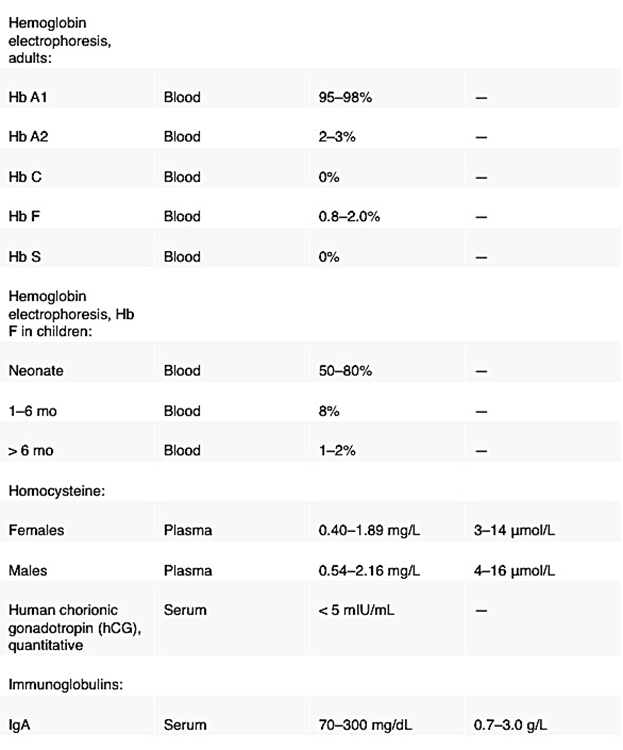 Hemoglobin
electrophoresis,
adults:
Hb A1 Blood 95–98% —
Hb A2 Blood 2–3% —
Hb C Blood 0% —
Hb F Blood 0.8–2.0% —
Hb S Blood 0% —
Hemoglobin
electrophoresis, Hb
F in children:
Neonate Blood 50–80% —
1–6 mo Blood 8% —
> 6 mo Blood 1–2% —
Homocysteine:
Females Plasma 0.40–1.89 mg/L 3–14 μmol/L
Males Plasma 0.54–2.16 mg/L 4–16 μmol/L
Human chorionic Serum < 5 mIU/mL —
gonadotropin (hCG),
quantitative
Immunoglobulins:
IgA Serum 70–300 mg/dL 0.7–3.0 g/L